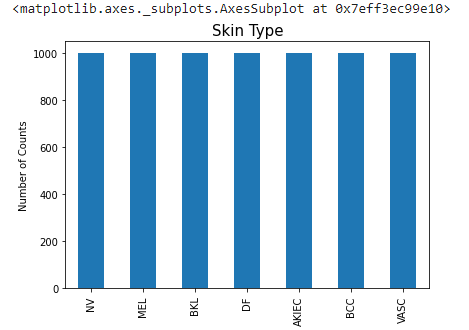 <matplotlib.axes._subplots.AxesSubplot at 0x7eff3ec99e10>
Skin Type
1000
800
600
400
200
0
Number of Counts
NV
MEL
BKL
DF
AKIEC
BCC
VASC